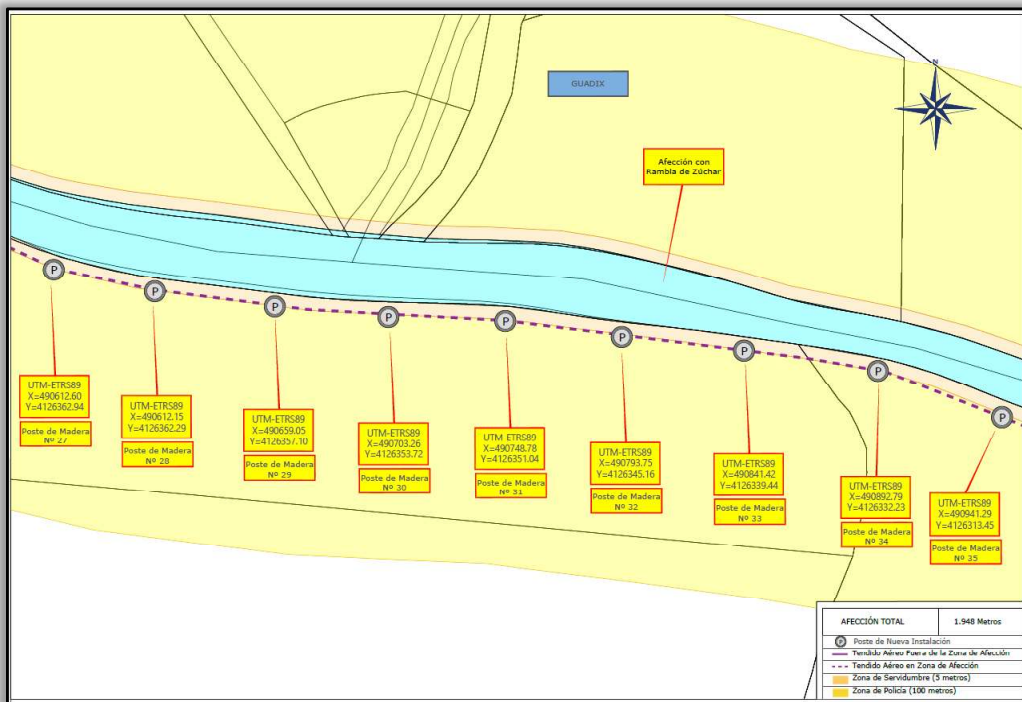 N
GUADIX
Afección con
Rambla de Zúchar
P
P
P
P
P
P
P
P
P
UTM-ETRS89
X=490612.60
Y=4126362.94
Poste de Madera
Nº 27
UTM-ETRS89
X=490612.15
Y=4126362.29
Poste de Madera
Nº 28
UTM-ETRS89
X=490659.05
Y=4126357.10
Poste de Madera
Nº 29
UTM-ETRS89
X=490703.26
Y=4126353.72
Poste de Madera
Nº 30
UTM ETR589
X=490748.78
Y=4126351.04
Poste de Madera
Nº 31
UTM-ETRS89
X=490793.75
Y=4126345.16
Poste de Madera
Nº 32
UTM-ETRS89
X=490841.42
Y=4126339.44
Poste de Madera
Nº 33
UTM-ETRS89
X=490892.79
Y=4126332.23
Poste de Madera
Nº 34
UTM-ETRS89
X=490941.29
Y=4126313.45
Poste de Madera
Nº 35
AFECCIÓN TOTAL 1.948 Metros
P Poste de Nueva Instalación
Tendido Aéreo Fuera de la Zona de Afección
Tendido Aéreo en Zona de Afección
Zona de Servidumbre (5 metros)
Zona de Policía (100 metros)